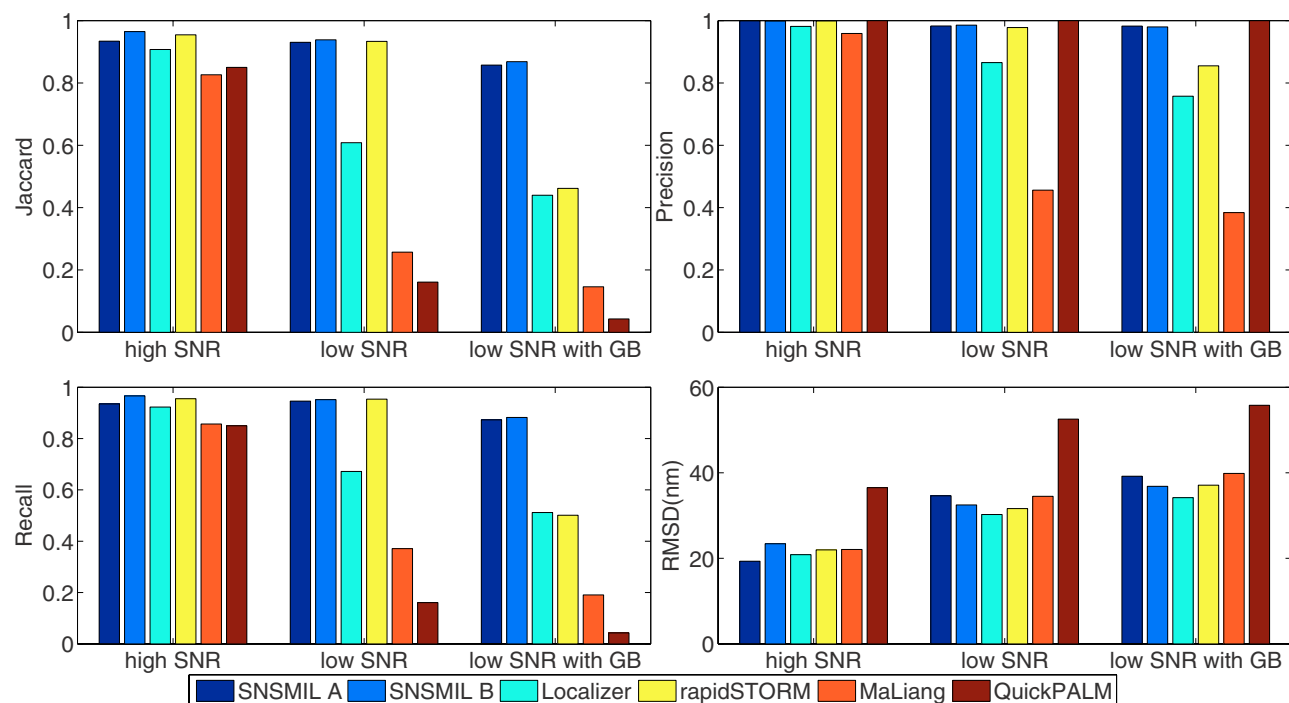 Jaccard
1
0.8
0.6
0.4
0.2
0
high SNR low SNR low SNR with GB
Precision
1
0.8
0.6
0.4
0.2
0
high SNR low SNR low SNR with GB
Recall
1
0.8
0.6
0.4
0.2
0
high SNR low SNR low SNR with GB
RMSD(nm)
60
40
20
0
high SNR low SNR low SNR with GB
SNSMIL A SNSMIL B Localizer rapidSTORM MaLiang QuickPALM